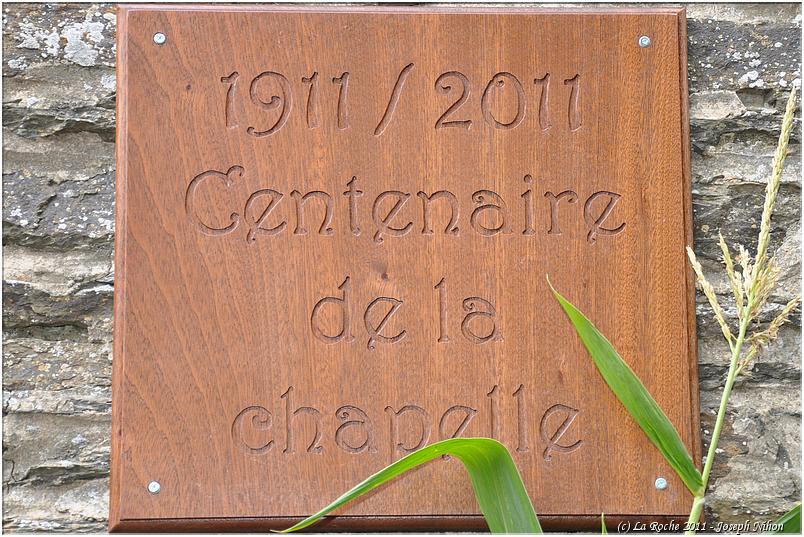 1911 / 2011
Centenaire
de la
chapelle
(c) La Roche 2011 - Joseph Nihon